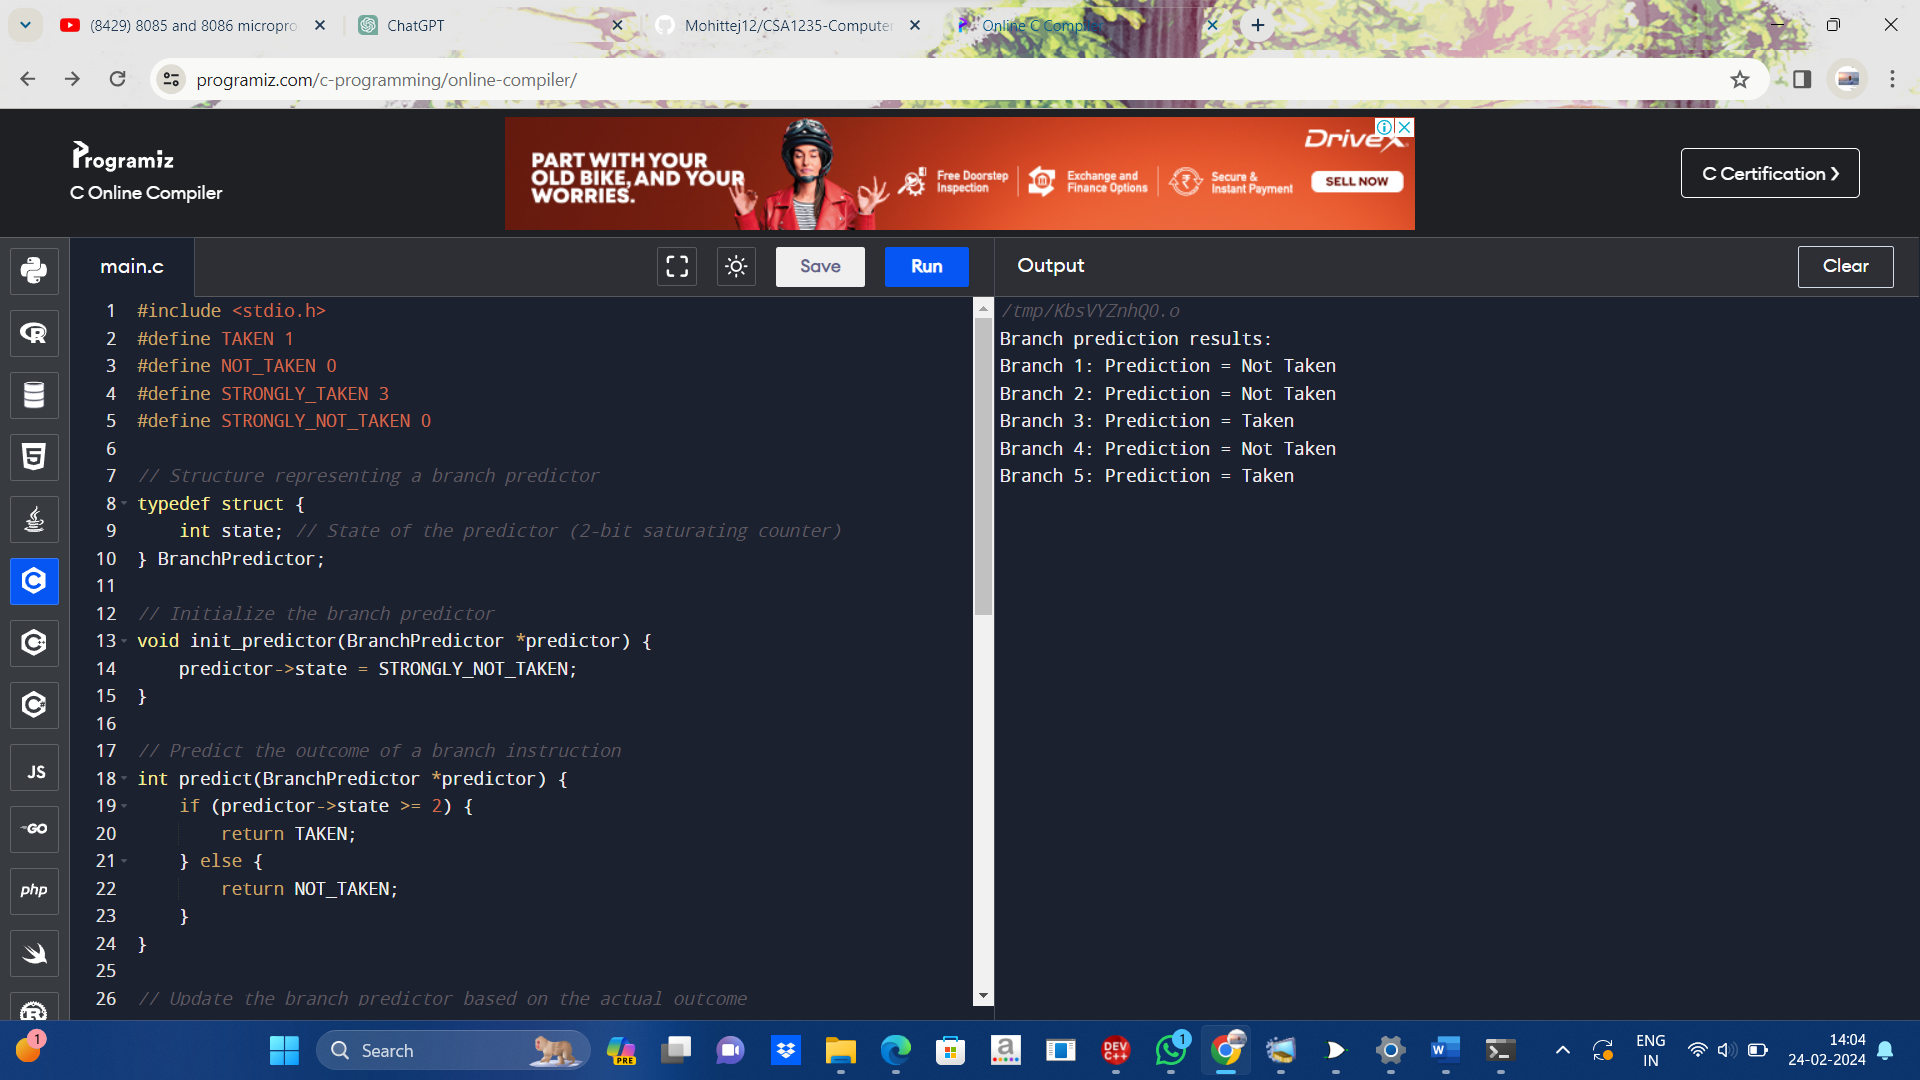 (8429) 8085 and 8086 micropro
ChatGPT
Mohittej12/CSA1235-Computer
Online C Compiler
programiz.com/c-programming/online-compiler/
Programiz
C Online Compiler
PART WITH YOUR
OLD BIKE, AND YOUR
WORRIES.
Free Doorstep
Inspection
Exchange and
Finance Options
Secure &
Instant Payment
DriveX
SELL NOW
C Certification ❯
main.c
Save
Run
Output
Clear
1 #include <stdio.h>
2 #define TAKEN 1
3 #define NOT_TAKEN 0
4 #define STRONGLY_TAKEN 3
5 #define STRONGLY_NOT_TAKEN 0
6
7 // Structure representing a branch predictor
8 typedef struct {
9 int state; // State of the predictor (2-bit saturating counter)
10 } BranchPredictor;
11
12 // Initialize the branch predictor
13 void init_predictor(BranchPredictor *predictor) {
14 predictor->state = STRONGLY_NOT_TAKEN;
15 }
16
17 // Predict the outcome of a branch instruction
18 int predict(BranchPredictor *predictor) {
19 if (predictor->state >= 2) {
20 return TAKEN;
21 } else {
22 return NOT_TAKEN;
23 }
24 }
25
26 // Update the branch predictor based on the actual outcome
/tmp/KbsVYZnhQO.o
Branch prediction results:
Branch 1: Prediction = Not Taken
Branch 2: Prediction = Not Taken
Branch 3: Prediction = Taken
Branch 4: Prediction = Not Taken
Branch 5: Prediction = Taken
JS
GO
php
1
Search
PRE
a
DEV
C++
1
W
ENG
IN
14:04
24-02-2024